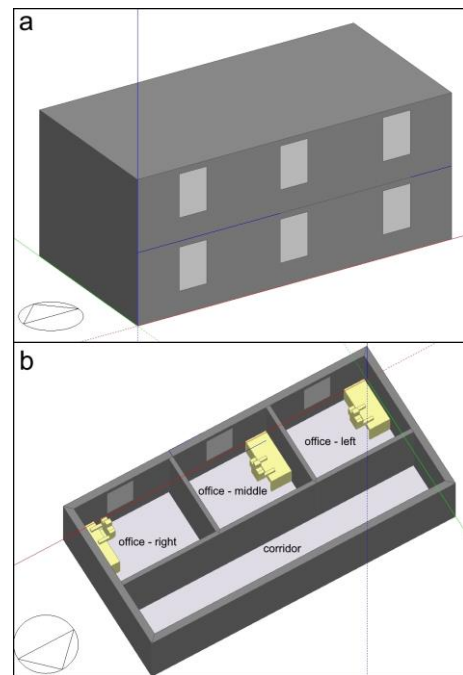 a
b
office - left
office - middle
office - right
corridor